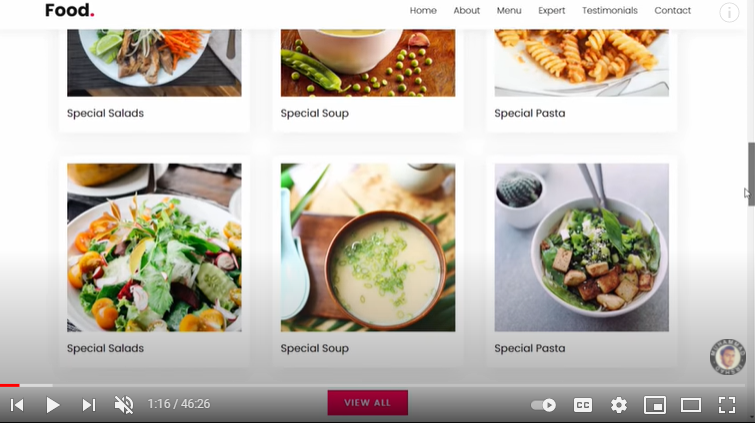 Food.
Home About Menu Expert Testimonials Contact
Special Salads
Special Soup
Special Pasta
Special Salads
Special Soup
Special Pasta
VIEW ALL
1:16 / 46:26
CC